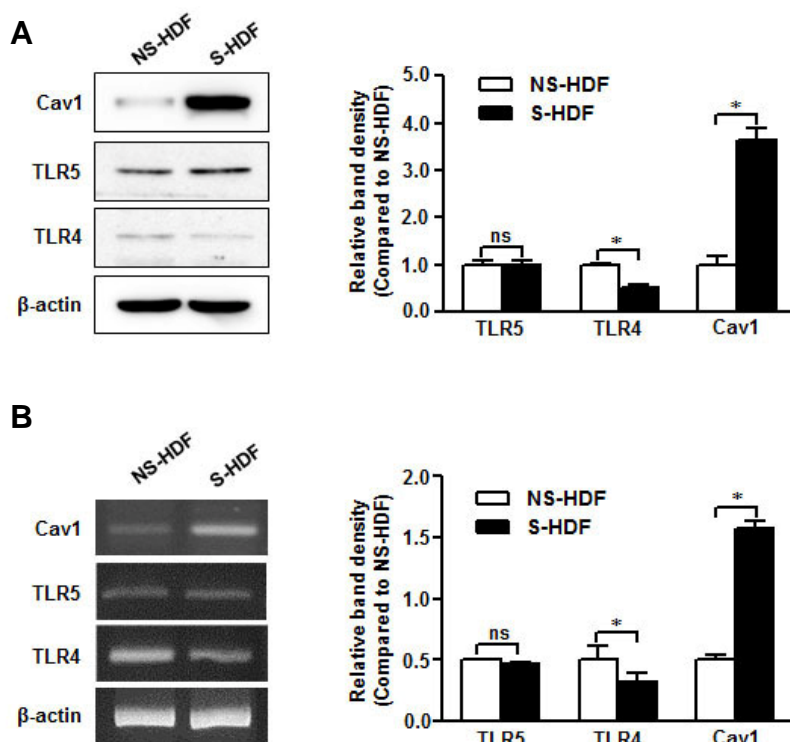 A
NS-HDF S-HDF
Cav1
TLR5
TLR4
β-actin
Relative band density
(Compared to NS-HDF)
5.0
4.0
3.0
2.0
1.0
0.0
NS-HDF
S-HDF
ns
*
*
TLR5 TLR4 Cav1
B
NS-HDF S-HDF
Cav1
TLR5
TLR4
β-actin
Relative band density
(Compared to NS-HDF)
2.0
1.5
1.0
0.5
0.0
NS-HDF
S-HDF
ns
*
*
TLR5 TLR4 Cav1